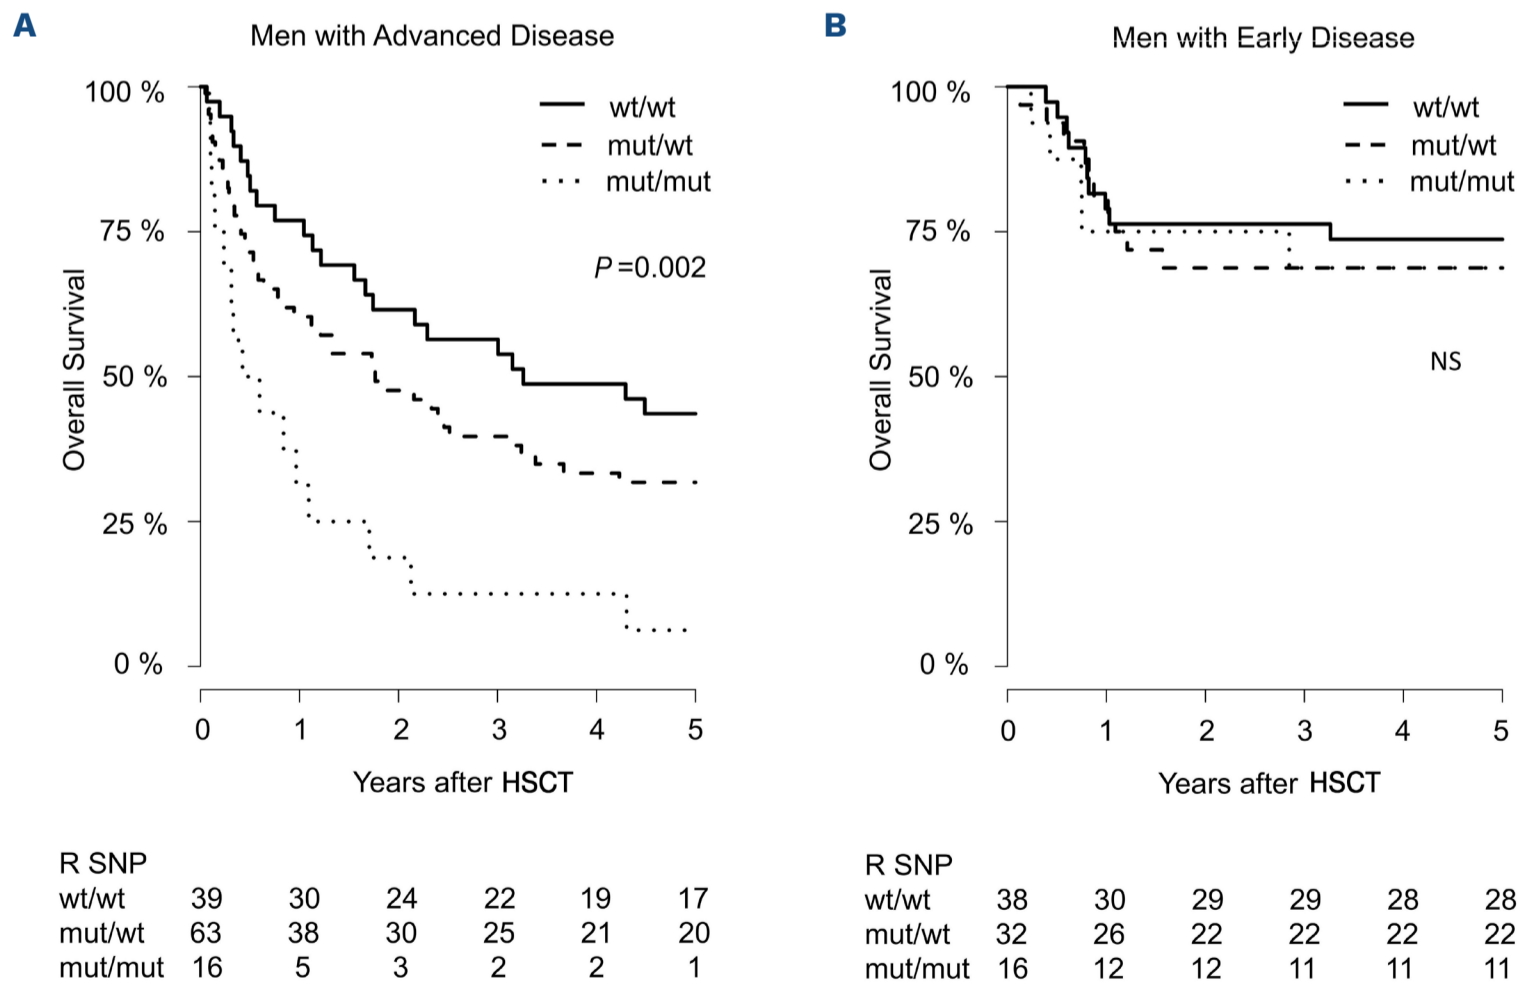 A
Men with Advanced Disease
100 %
75 %
50 %
25 %
0 %
Overall Survival
wt/wt
mut/wt
mut/mut
P=0.002
0 1 2 3 4 5
Years after HSCT
R SNP
wt/wt 39 30 24 22 19 17
mut/wt 63 38 30 25 21 20
mut/mut 16 5 3 2 2 1
B
Men with Early Disease
100 %
75 %
50 %
25 %
0 %
Overall Survival
wt/wt
mut/wt
mut/mut
NS
0 1 2 3 4 5
Years after HSCT
R SNP
wt/wt 38 30 29 29 28 28
mut/wt 32 26 22 22 22 22
mut/mut 16 12 12 11 11 11